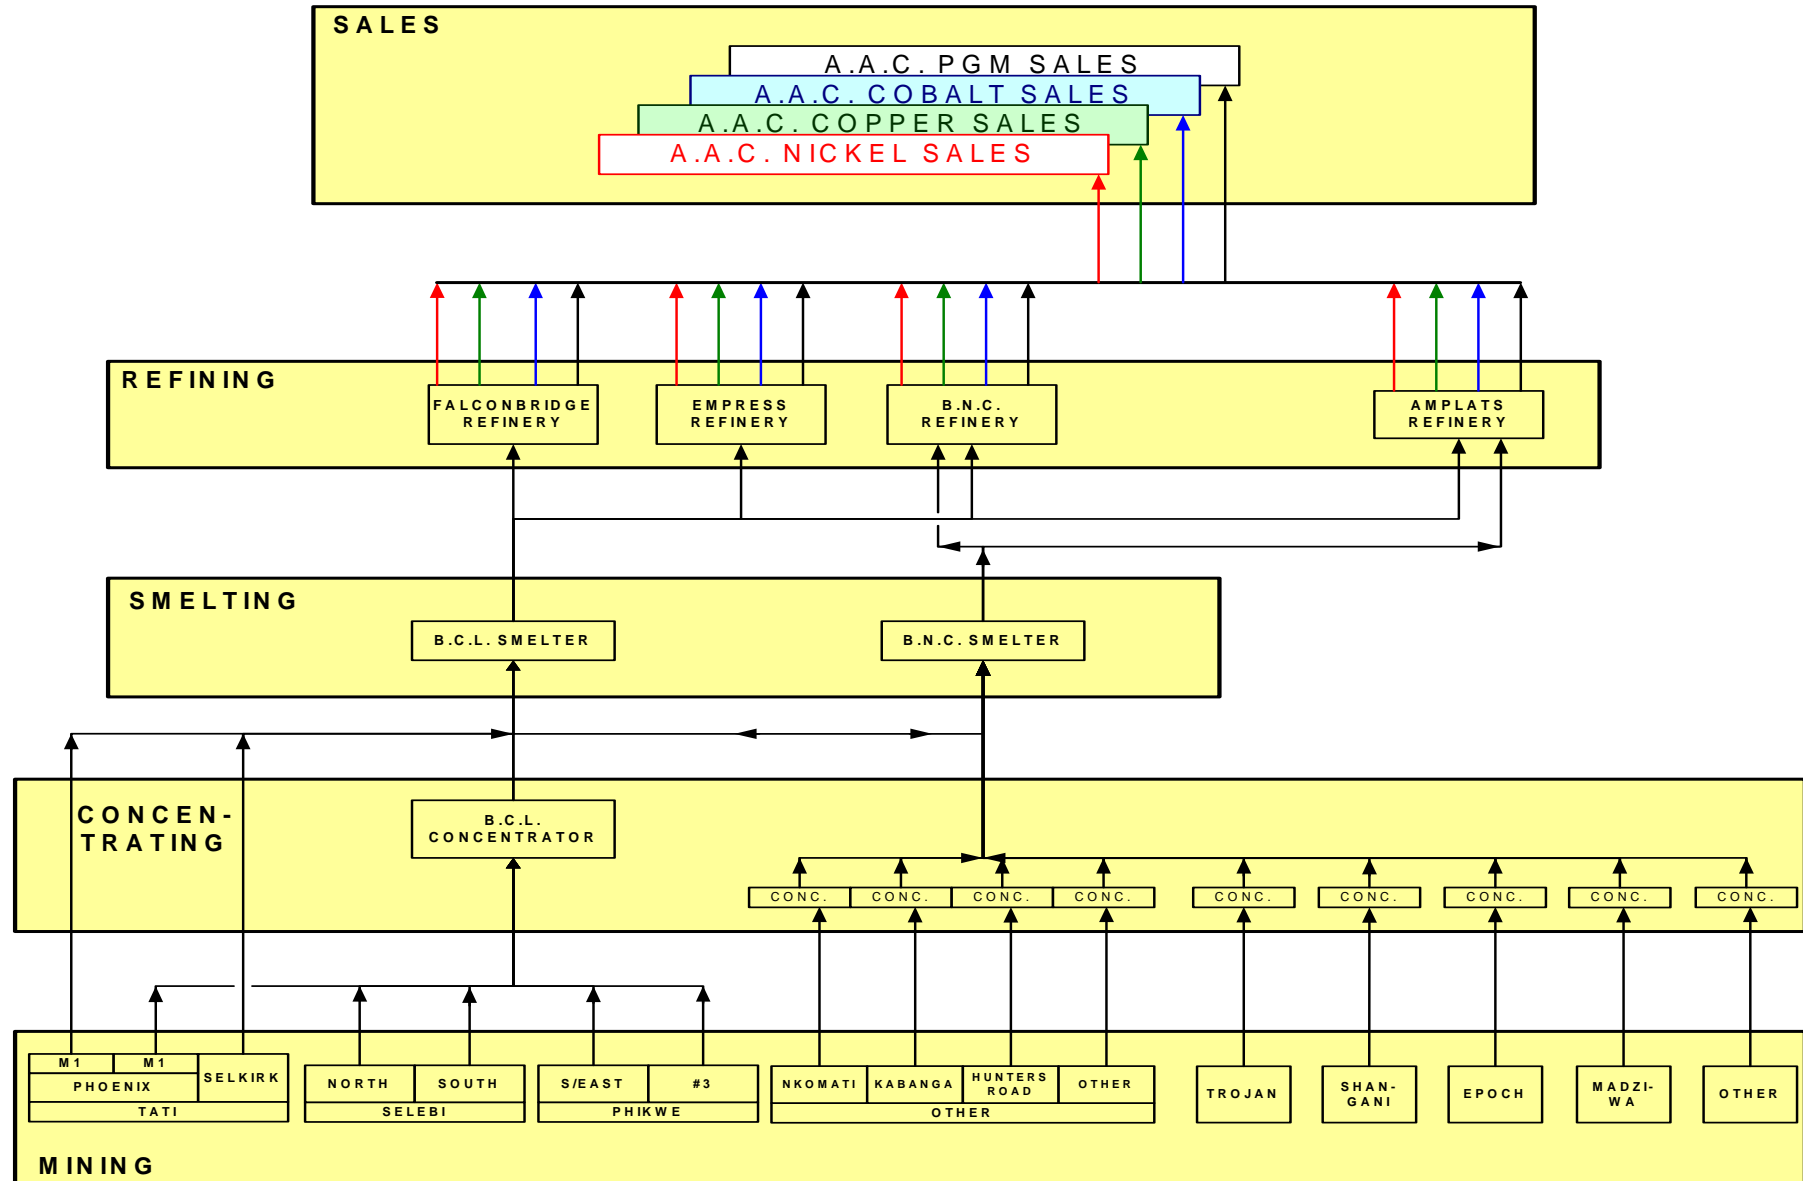 SALES
A.A.C. PGM SALES
A.A.C. COBALT SALES
A.A.C. COPPER SALES
A.A.C. NICKEL SALES
REFINING
FALCONBRIDGE
REFINERY
EMPRESS
REFINERY
B.N.C.
REFINERY
AMPLATS
REFINERY
SMELTING
B.C.L. SMELTER
B.N.C. SMELTER
CONCEN-
TRATING
B.C.L.
CONCENTRATOR
CONC.
CONC.
CONC.
CONC.
CONC.
CONC.
CONC.
CONC.
CONC.
M1
M1
PHOENIX
SELKIRK
TATI
NORTH
SOUTH
SELEBI
S/EAST
#3
PHIKWE
NKOMATI
KABANGA
HUNTERS
ROAD
OTHER
OTHER
TROJAN
SHAN-
GANI
EPOCH
MADZI-
WA
OTHER
MINING